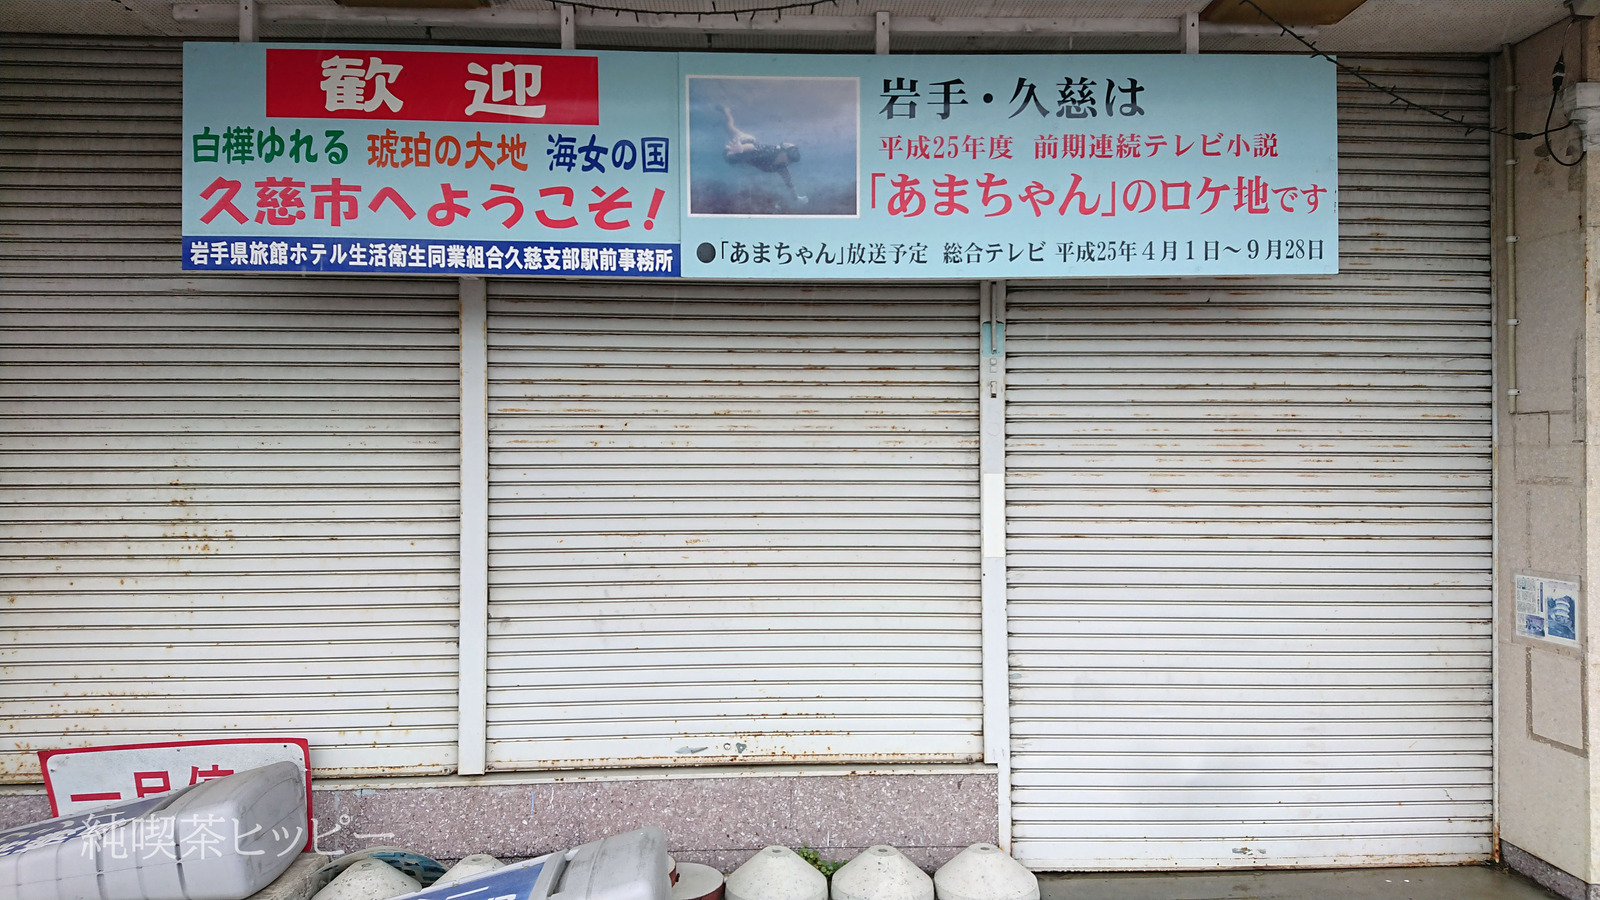 歓迎
白樺ゆれる 琥珀の大地 海女の国
久慈市へようこそ！
岩手県旅館ホテル生活衛生同業組合久慈支部駅前事務所
岩手・久慈は
平成25年度 前期連続テレビ小説
「あまちゃん」のロケ地です
●「あまちゃん」放送予定 総合テレビ 平成25年4月1日～9月28日
純喫茶ヒッピー